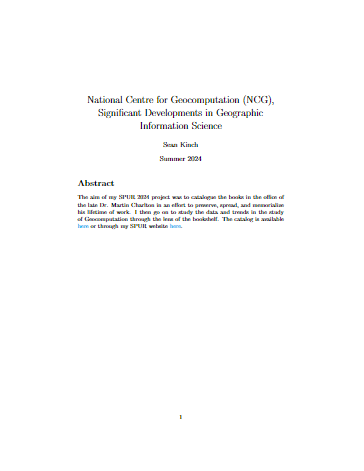 National Centre for Geocomputation (NCG),
Significant Developments in Geographic
Information Science
Sean Kinch
Summer 2024
Abstract
The aim of my SPUR 2024 project was to catalogue the books in the office of
the late Dr. Martin Charlton in an effort to preserve, spread, and memorialize
his lifetime of work. I then go on to study the data and trends in the study
of Geocomputation through the lens of the bookshelf. The catalog is available
here or through my SPUR website here.
1